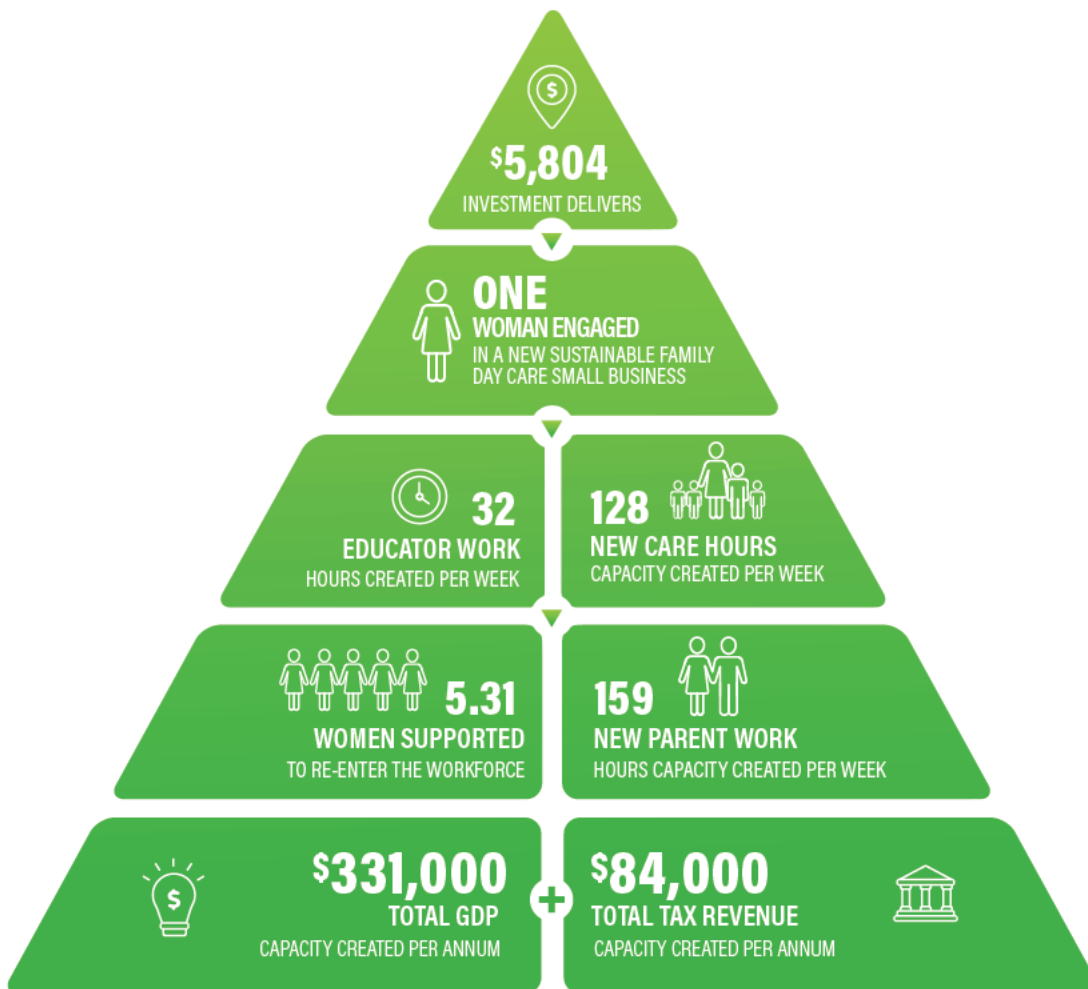 $
$5,804
INVESTMENT DELIVERS
ONE
WOMAN ENGAGED
IN A NEW SUSTAINABLE FAMILY
DAY CARE SMALL BUSINESS
32
EDUCATOR WORK
HOURS CREATED PER WEEK
128
NEW CARE HOURS
CAPACITY CREATED PER WEEK
5.31
WOMEN SUPPORTED
TO RE-ENTER THE WORKFORCE
159
NEW PARENT WORK
HOURS CAPACITY CREATED PER WEEK
$
$331,000
TOTAL GDP
CAPACITY CREATED PER ANNUM
+
$84,000
TOTAL TAX REVENUE
CAPACITY CREATED PER ANNUM